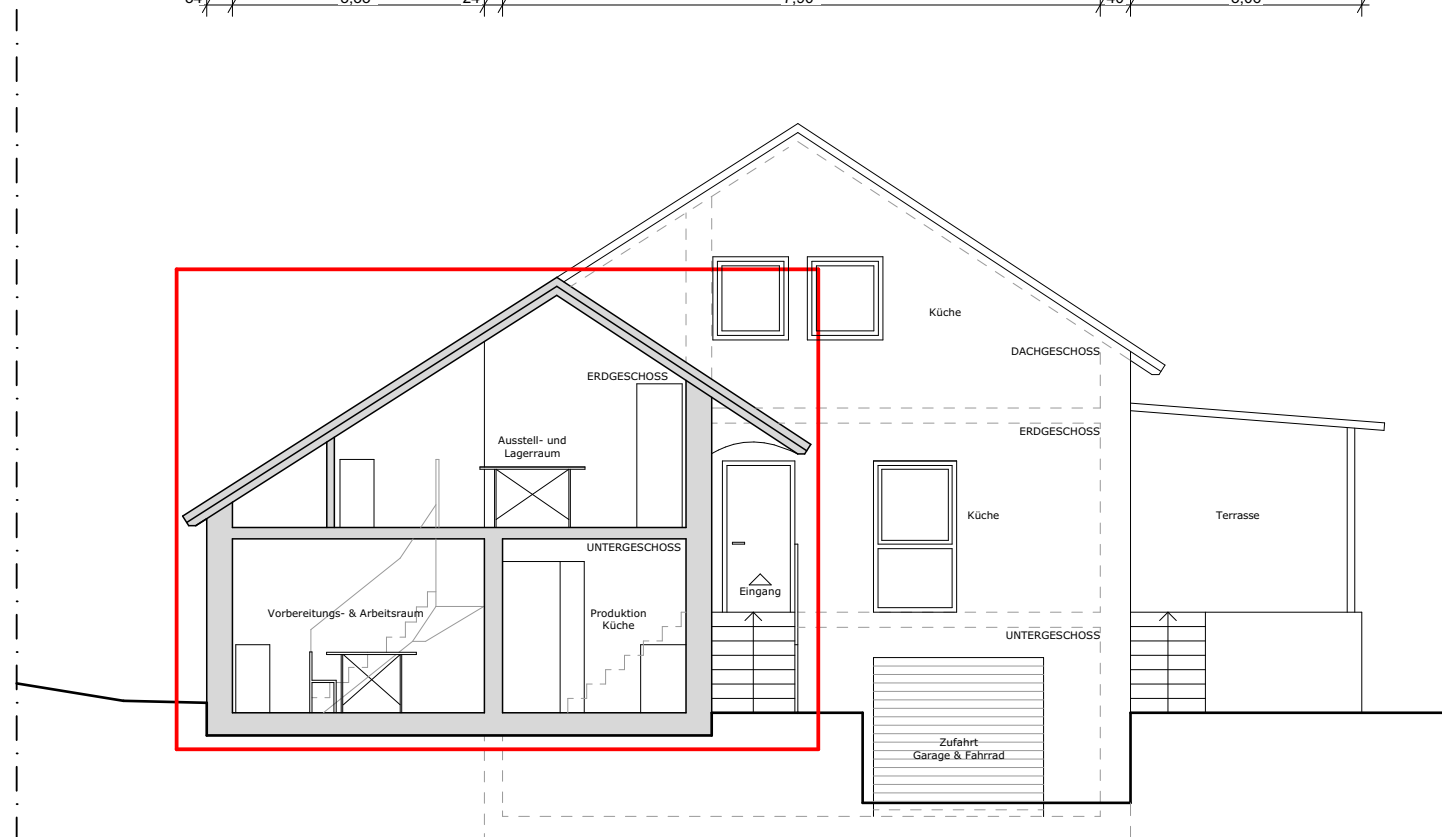 Küche
DACHGESCHOSS
ERDGESCHOSS
ERDGESCHOSS
Ausstell- und
Lagerraum
Küche
Terrasse
UNTERGESCHOSS
Eingang
Vorbereitungs- & Arbeitsraum
Produktion
Küche
UNTERGESCHOSS
Zufahrt
Garage & Fahrrad